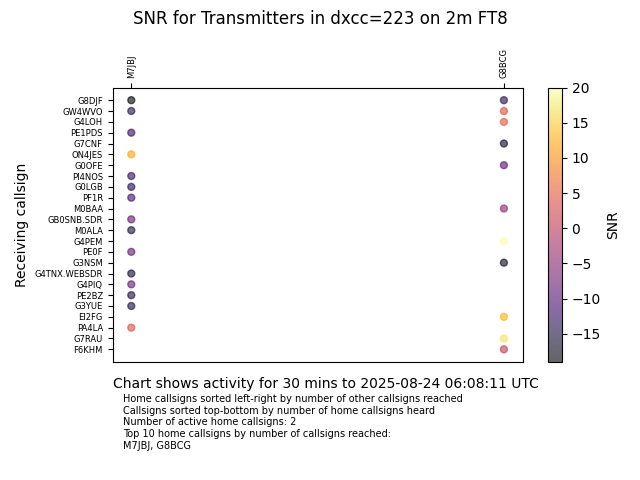 SNR for Transmitters in dxcc=223 on 2m FT8
M7JBJ
G8BCG
G8DJF
GW4WVO
G4LOH
PE1PDS
G7CNF
ON4JES
G0OFE
PI4NOS
G0LGB
PF1R
M0BAA
GB0SNB.SDR
M0ALA
G4PEM
PE0F
G3NSM
G4TNX.WEBSDR
G4PIQ
PE2BZ
G3YUE
EI2FG
PA4LA
G7RAU
F6KHM
Receiving callsign
20
15
10
5
0
−5
−10
−15
SNR
Chart shows activity for 30 mins to 2025-08-24 06:08:11 UTC
Home callsigns sorted left-right by number of other callsigns reached
Callsigns sorted top-bottom by number of home callsigns heard
Number of active home callsigns: 2
Top 10 home callsigns by number of callsigns reached:
M7JBJ, G8BCG